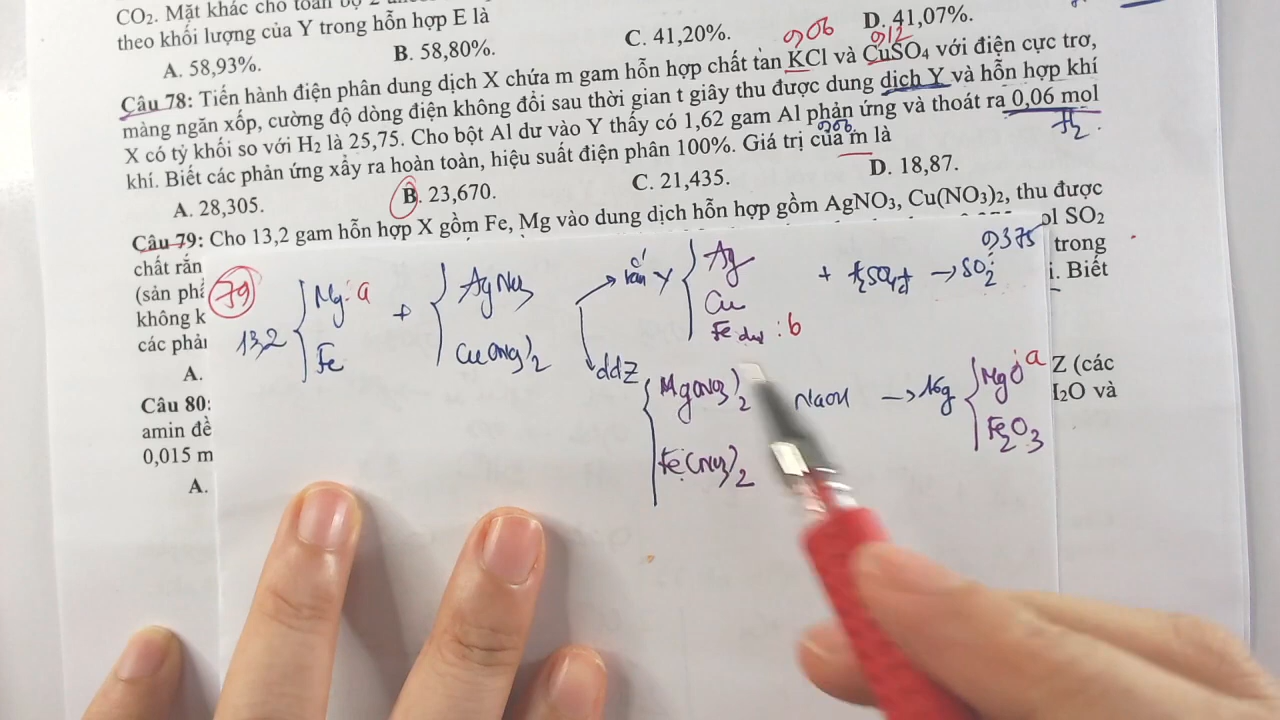 CO₂. Mặt khác cho toàn bộ 2
theo khối lượng của Y trong hỗn hợp E là
A. 58,93%. B. 58,80%. C. 41,20%. D. 41,07%.
0,06 0,12
Câu 78: Tiến hành điện phân dung dịch X chứa m gam hỗn hợp chất tan KCl và CuSO₄ với điện cực trơ,
màng ngăn xốp, cường độ dòng điện không đổi sau thời gian t giây thu được dung dịch Y và hỗn hợp khí
X có tỷ khối so với H₂ là 25,75. Cho bột Al dư vào Y thấy có 1,62 gam Al phản ứng và thoát ra 0,06 mol
0,06 H₂.
khí. Biết các phản ứng xẩy ra hoàn toàn, hiệu suất điện phân 100%. Giá trị của m là
A. 28,305. B. 23,670. C. 21,435. D. 18,87.
Câu 79: Cho 13,2 gam hỗn hợp X gồm Fe, Mg vào dung dịch hỗn hợp gồm AgNO₃, Cu(NO₃)₂, thu được
chất rắn ol SO₂
(sản ph trong
không k i. Biết
các phả
A.
Câu 80: Z (các
amin đề I₂O và
0,015 m
A.
79
13,2 { Mg: a Fe + { AgNO₃ Cu(NO₃)₂
rắn Y { Ag Cu Fe dư : b + H₂SO₄ đ → SO₂ 0,375
ddZ { Mg(NO₃)₂ Fe(NO₃)₂ NaOH → 16g { MgO: a Fe₂O₃